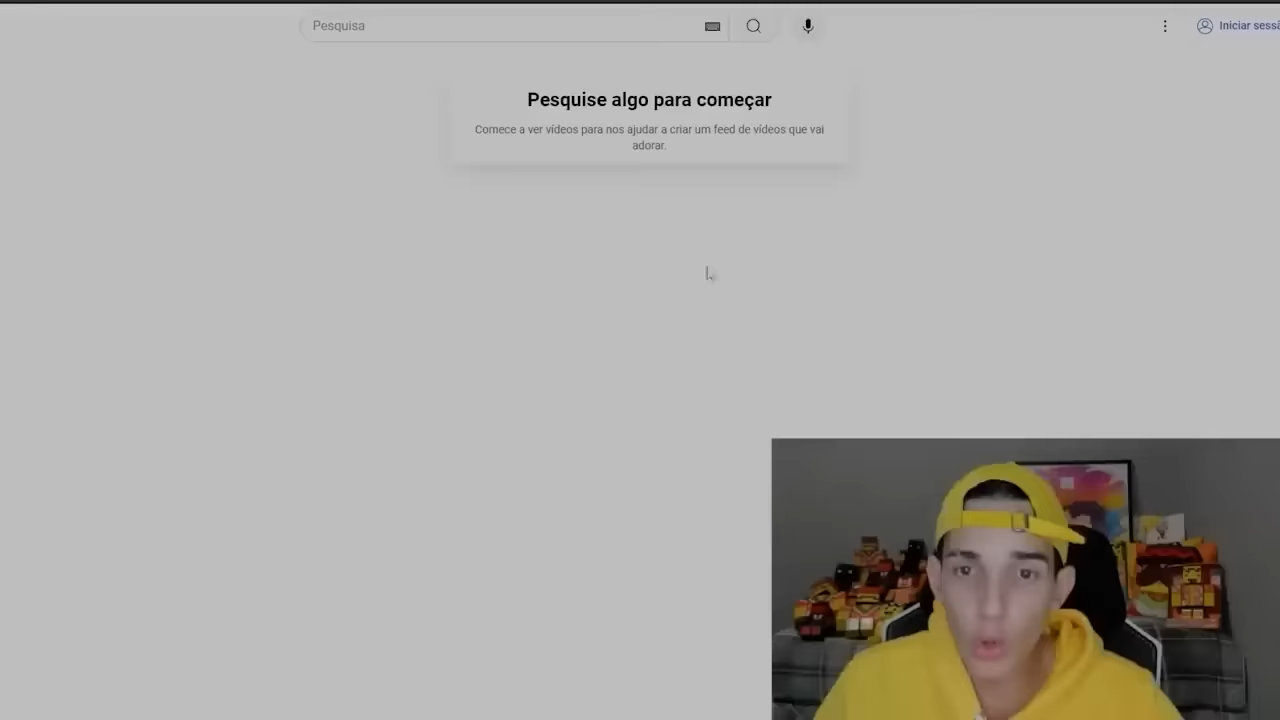 Pesquisa
Iniciar sessã
Pesquise algo para começar
Comece a ver vídeos para nos ajudar a criar um feed de vídeos que vai
adorar.